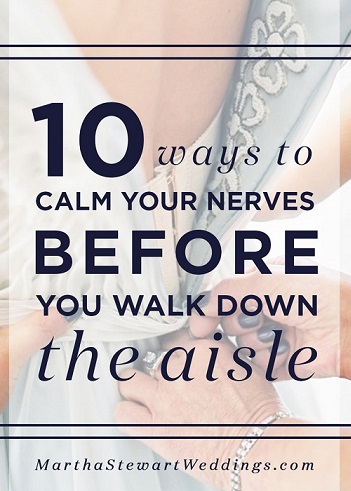 10 ways to
CALM YOUR NERVES
BEFORE
YOU WALK DOWN
the aisle
MarthaStewartWeddings.com